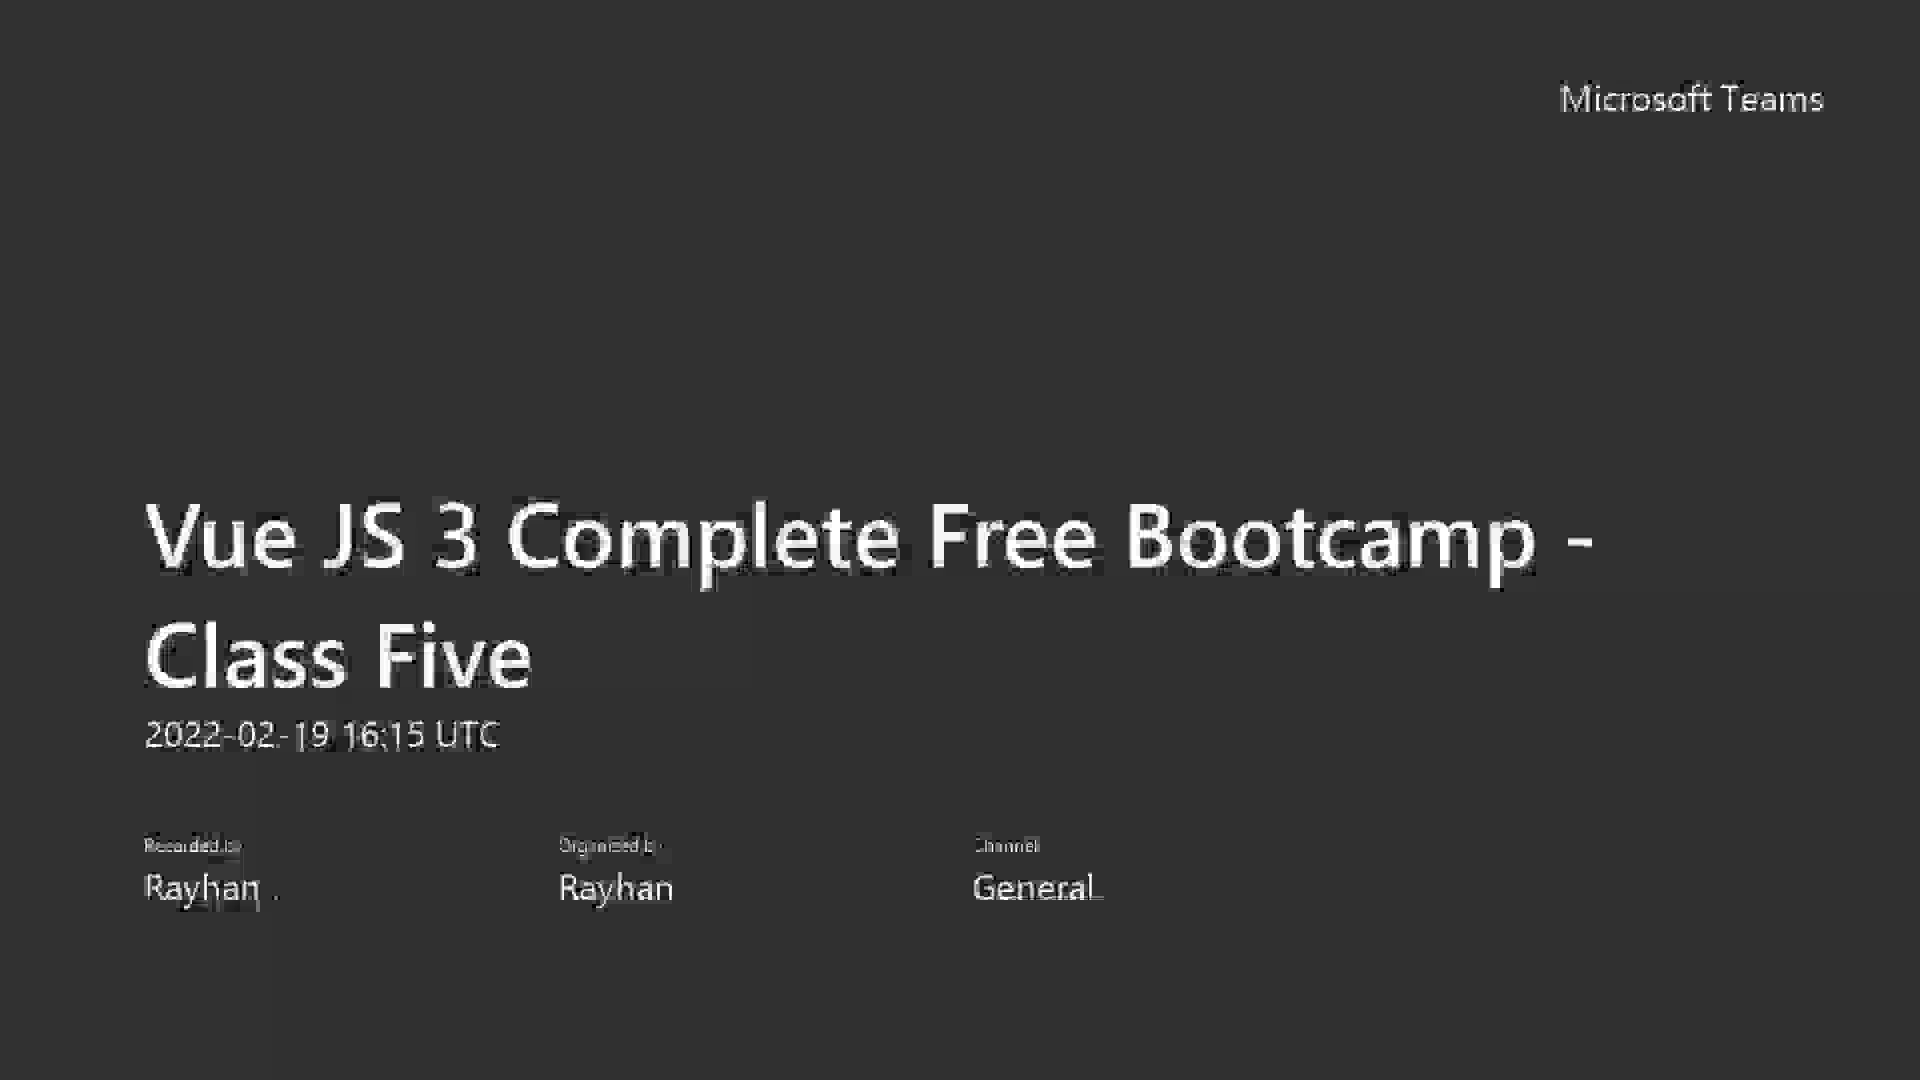 Microsoft Teams
Vue JS 3 Complete Free Bootcamp -
Class Five
2022-02-19 16:15 UTC
Recorded by
Organized by
Channel
Rayhan
Rayhan
General